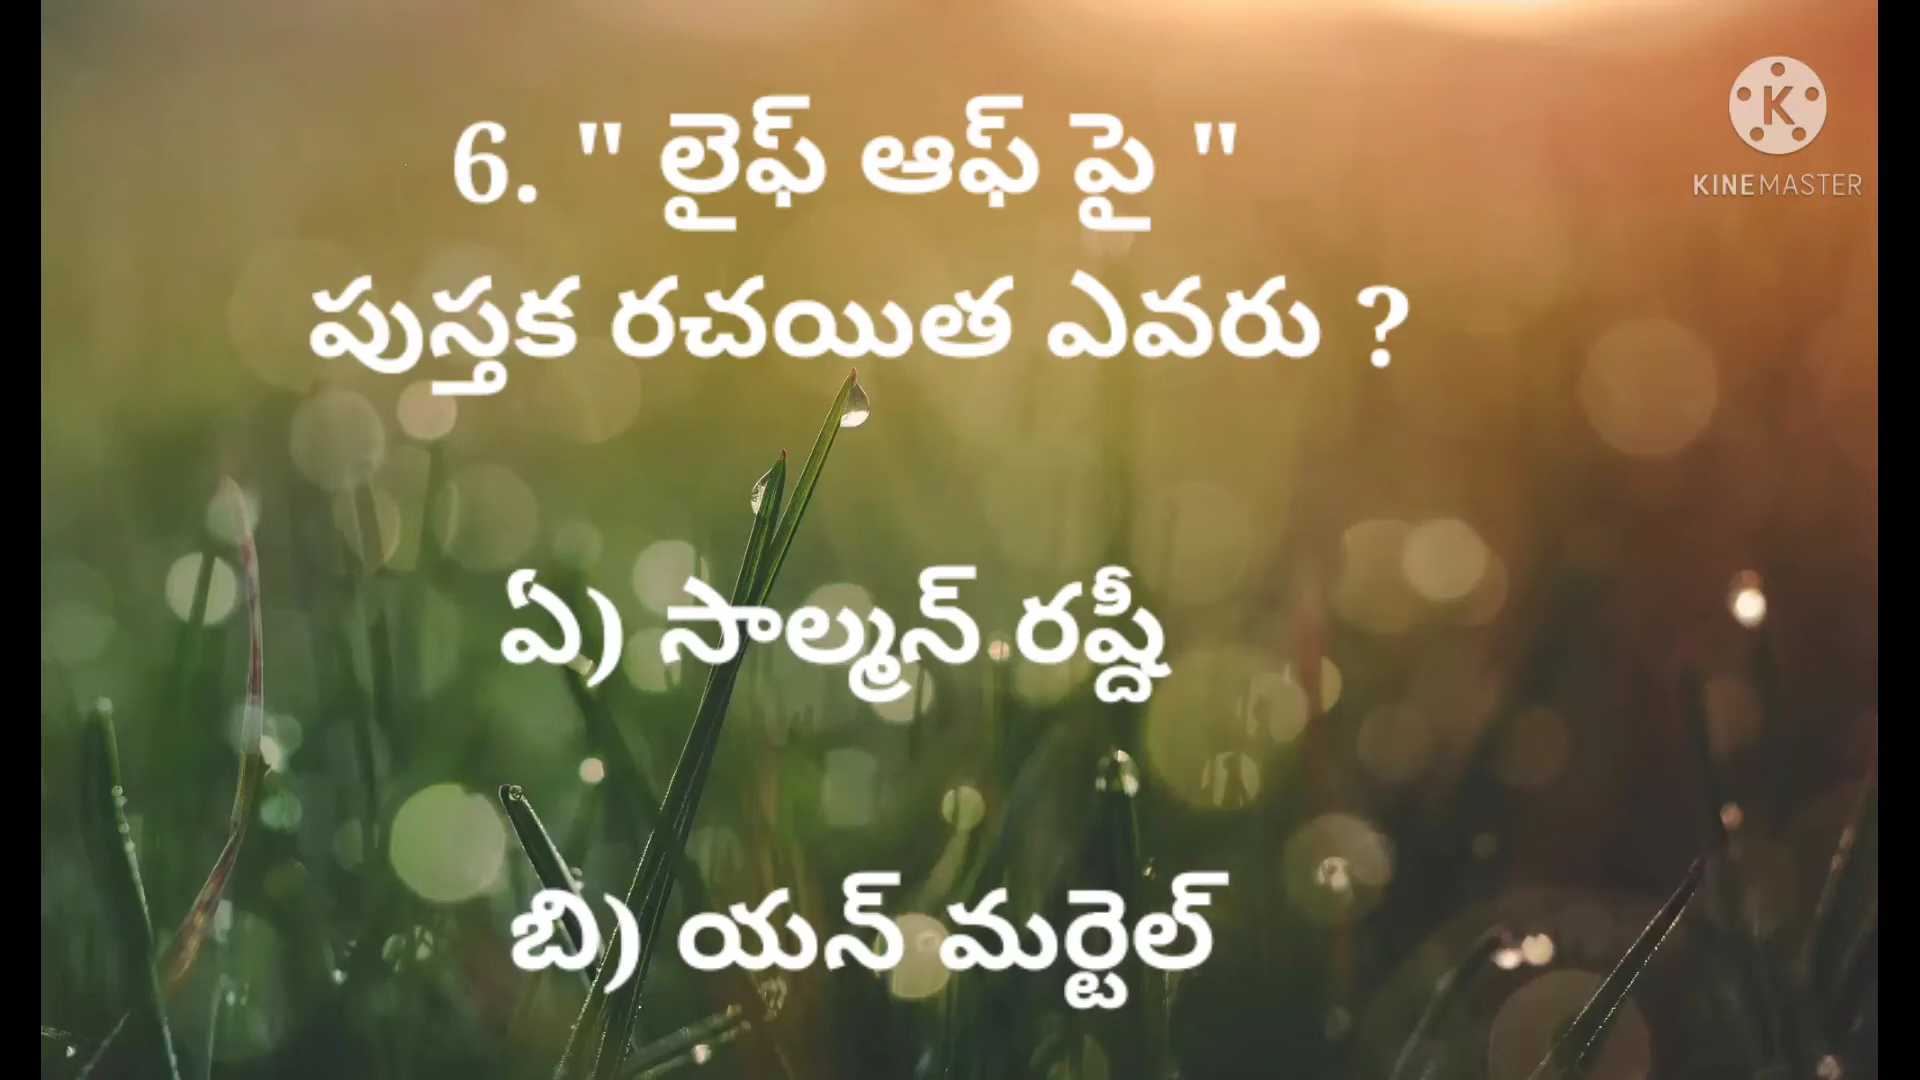 6. " లైఫ్ ఆఫ్ పై "
పుస్తక రచయిత ఎవరు ?
ఏ) సాల్మన్ రష్దీ
బి) యన్ మర్టెల్
KINEMASTER